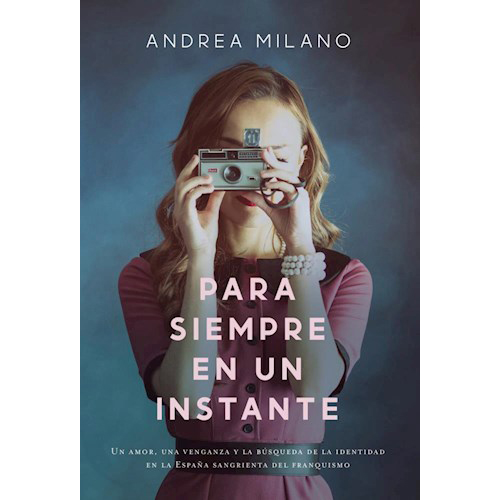 ANDREA MILANO
PARA
SIEMPRE
EN UN
INSTANTE
UN AMOR, UNA VENGANZA Y LA BÚSQUEDA DE LA IDENTIDAD
EN LA ESPAÑA SANGRIENTA DEL FRANQUISMO